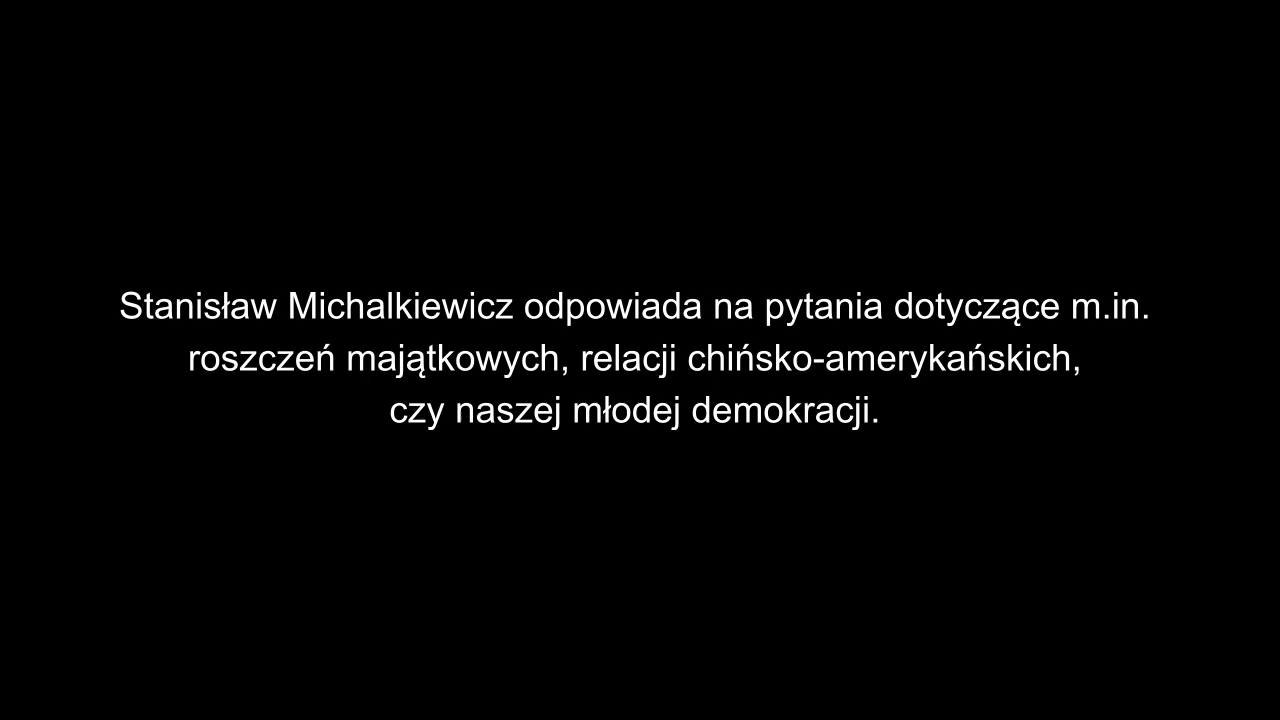 Stanisław Michalkiewicz odpowiada na pytania dotyczące m.in.
roszczeń majątkowych, relacji chińsko-amerykańskich,
czy naszej młodej demokracji.